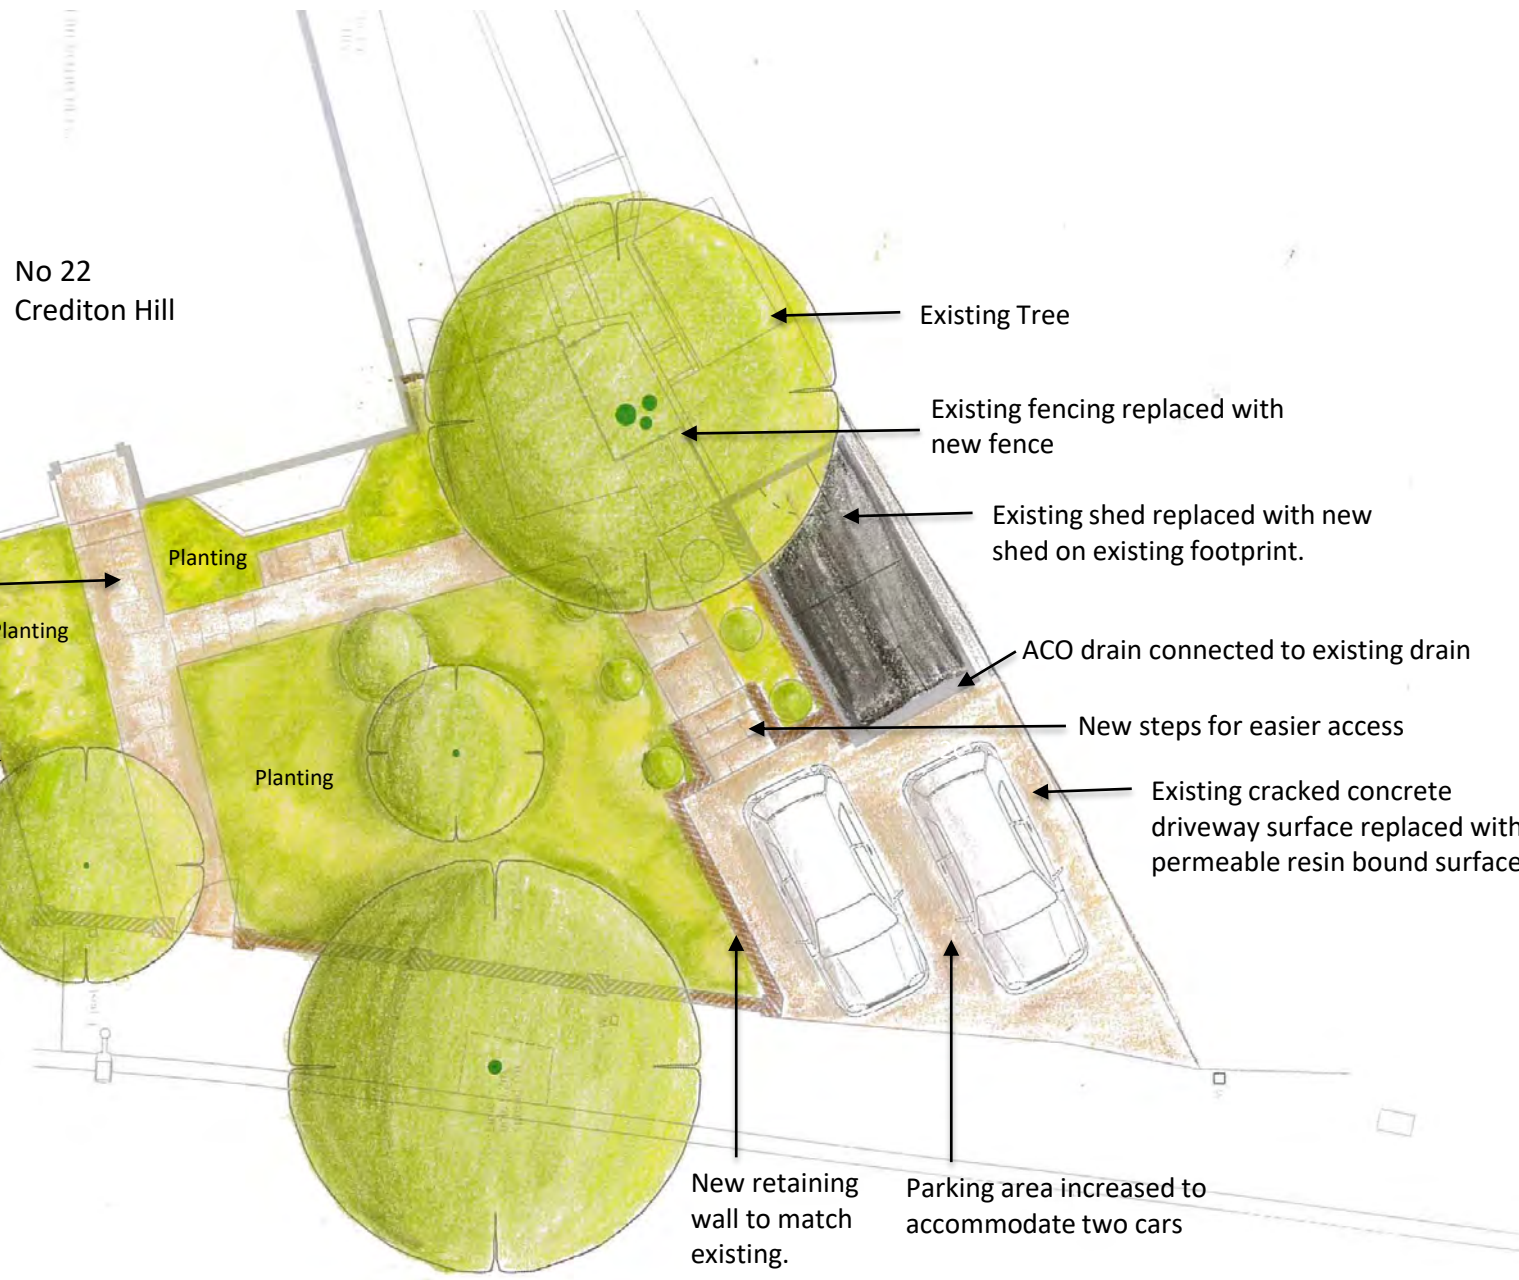 No 22
Crediton Hill
Existing Tree
Existing fencing replaced with
new fence
Existing shed replaced with new
shed on existing footprint.
Planting
Planting
ACO drain connected to existing drain
New steps for easier access
Planting
Existing cracked concrete
driveway surface replaced with
permeable resin bound surface
New retaining
wall to match
existing.
Parking area increased to
accommodate two cars